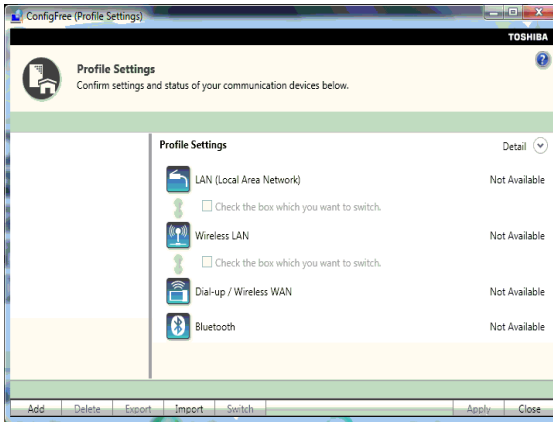 ConfigFree (Profile Settings)
TOSHIBA
Profile Settings
Confirm settings and status of your communication devices below.
Profile Settings
Detail
LAN (Local Area Network)
Not Available
Check the box which you want to switch.
Wireless LAN
Not Available
Check the box which you want to switch.
Dial-up / Wireless WAN
Not Available
Bluetooth
Not Available
Add Delete Export Import Switch Apply Close